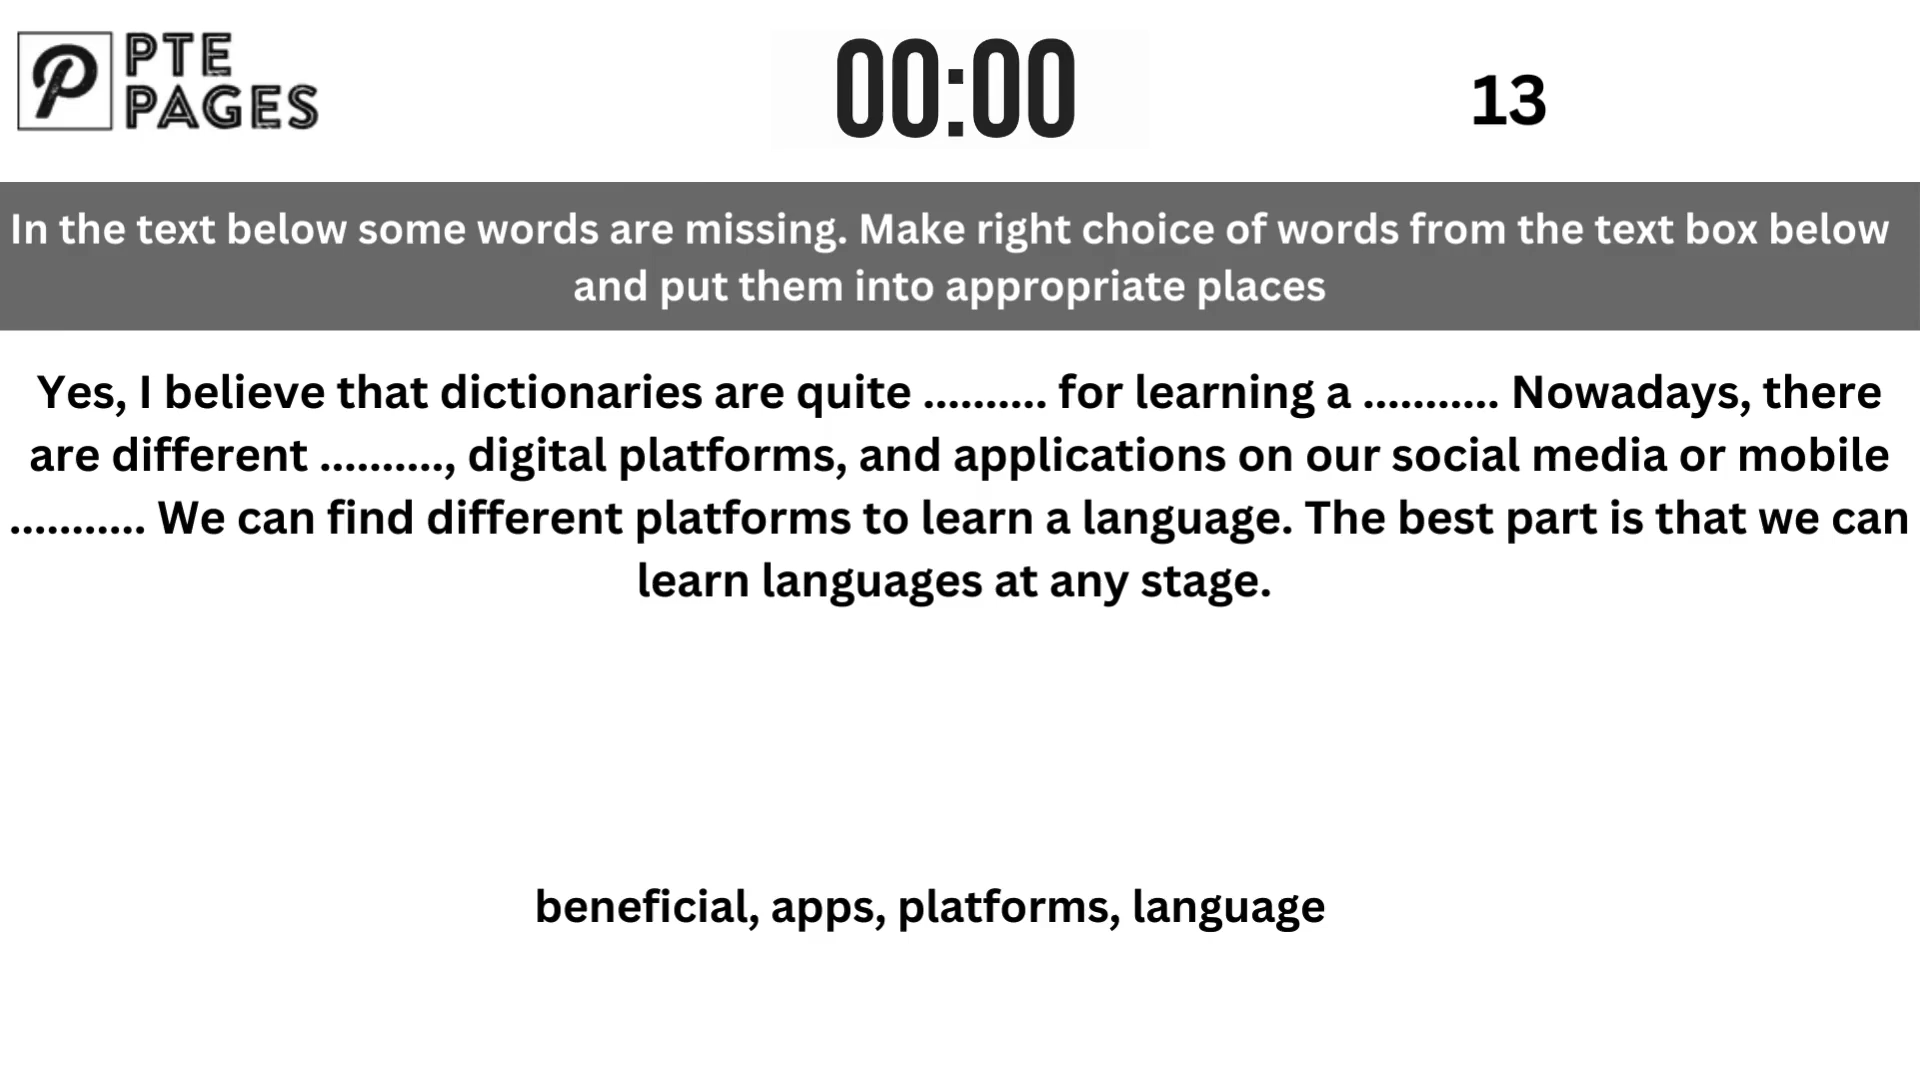 PTE
PAGES
00:00
13
In the text below some words are missing. Make right choice of words from the text box below
and put them into appropriate places
Yes, I believe that dictionaries are quite .......... for learning a ........... Nowadays, there
are different .........., digital platforms, and applications on our social media or mobile
........... We can find different platforms to learn a language. The best part is that we can
learn languages at any stage.
beneficial, apps, platforms, language